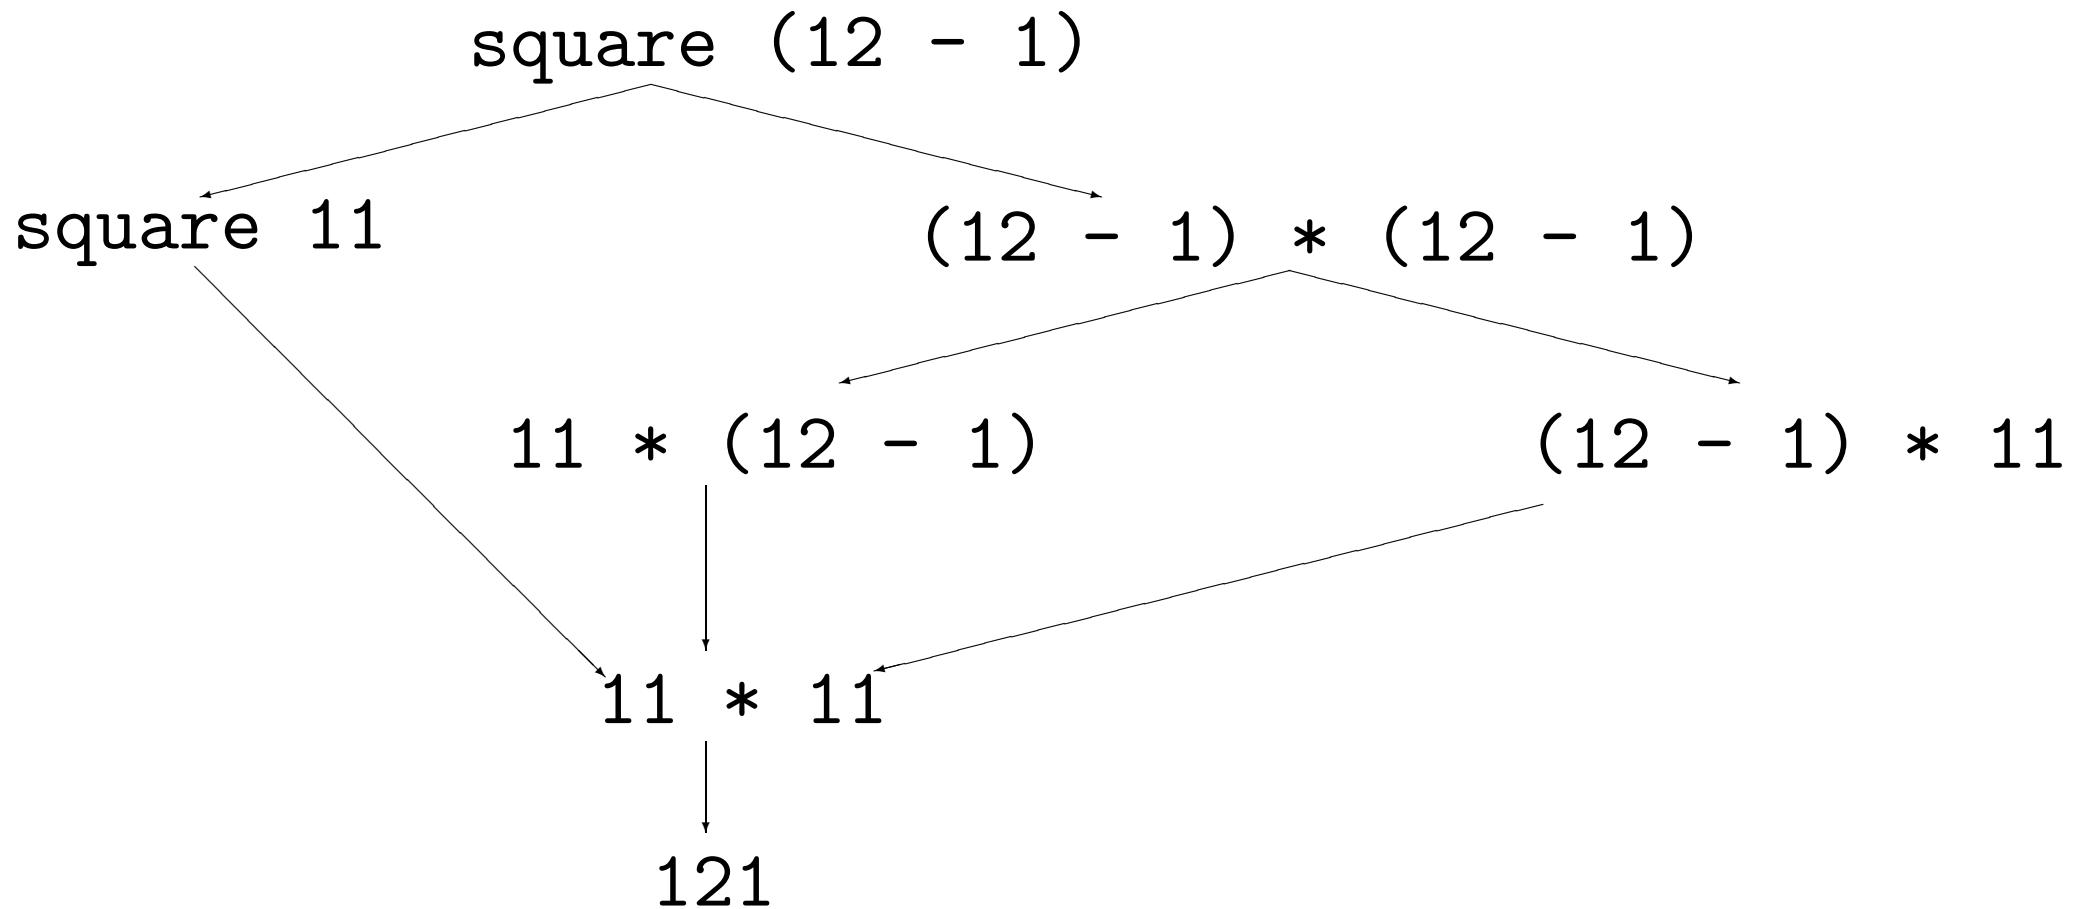 square (12 - 1)
square 11
(12 - 1) * (12 - 1)
11 * (12 - 1)
(12 - 1) * 11
11 * 11
121